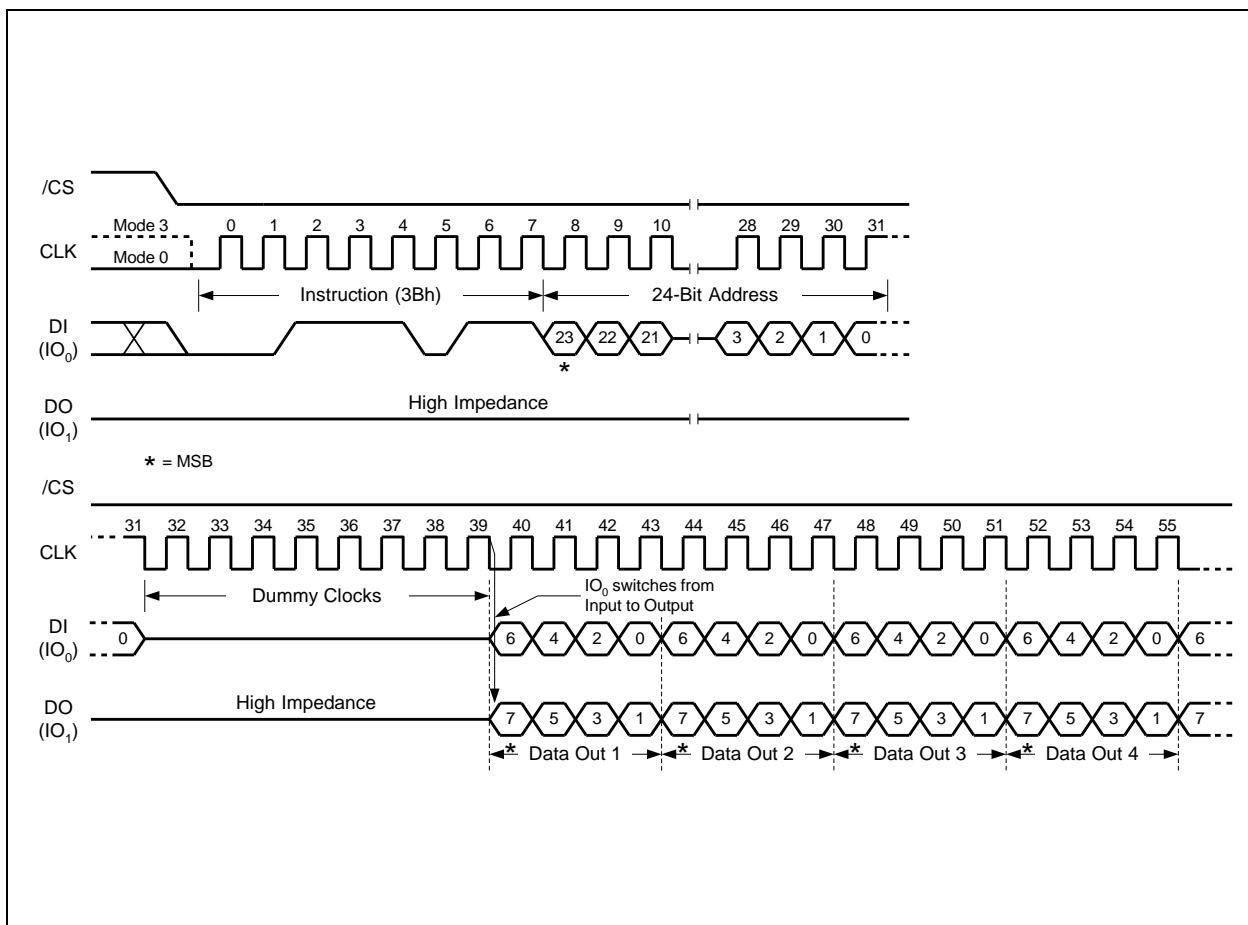 /CS
Mode 3
0 1 2 3 4 5 6 7 8 9 10 28 29 30 31
CLK
Mode 0
Instruction (3Bh) 24-Bit Address
DI
(IO0)
23 22 21 3 2 1 0
*
High Impedance
DO
(IO1)
* = MSB
/CS
31 32 33 34 35 36 37 38 39 40 41 42 43 44 45 46 47 48 49 50 51 52 53 54 55
CLK
Dummy Clocks
IO0 switches from
Input to Output
DI
(IO0)
0 6 4 2 0 6 4 2 0 6 4 2 0 6 4 2 0 6
High Impedance
DO
(IO1)
7 5 3 1 7 5 3 1 7 5 3 1 7 5 3 1 7
* Data Out 1 * Data Out 2 * Data Out 3 * Data Out 4